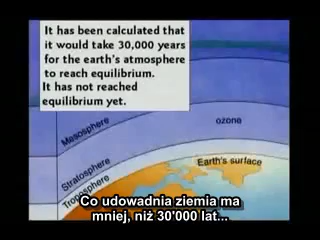 It has been calculated that
it would take 30,000 years
for the earth's atmosphere
to reach equilibrium.
It has not reached
equilibrium yet.
Mesosphere
ozone
Stratosphere
Earth's surface
Troposphere
Co udowadnia ziemia ma
mniej, niż 30'000 lat...